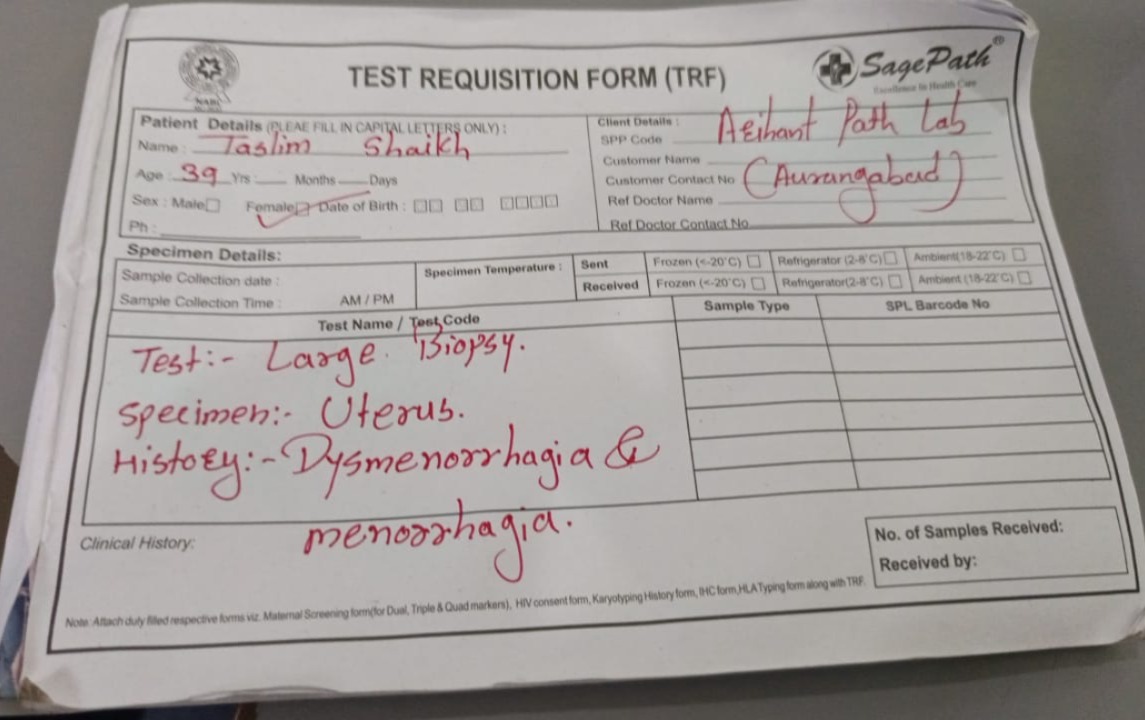 NABL
TEST REQUISITION FORM (TRF)
SagePath®
Excellence In Health Care
Patient Details (PLEAE FILL IN CAPITAL LETTERS ONLY) :
Name : Taslim Shaikh
Age : 39 Yrs : Months Days
Sex : Male Female Date of Birth :
Ph :
Client Details :
SPP Code Arihant Path Lab
Customer Name
Customer Contact No (Aurangabad)
Ref Doctor Name
Ref Doctor Contact No
Specimen Details:
Sample Collection date :
Sample Collection Time : AM / PM
Specimen Temperature :
Sent Frozen (<-20°C) Refrigerator (2-8°C) Ambient(18-22°C)
Received Frozen (<-20°C) Refrigerator(2-8°C) Ambient (18-22°C)
Test Name / Test Code Sample Type SPL Barcode No
Test:- Large Biopsy.
Specimen:- Uterus.
History:- Dysmenorrhagia &
menorrhagia.
Clinical History:
No. of Samples Received:
Received by:
Note: Attach duly filled respective forms viz. Maternal Screening form(for Dual, Triple & Quad markers), HIV consent form, Karyotyping History form, IHC form,HLA Typing form along with TRF.